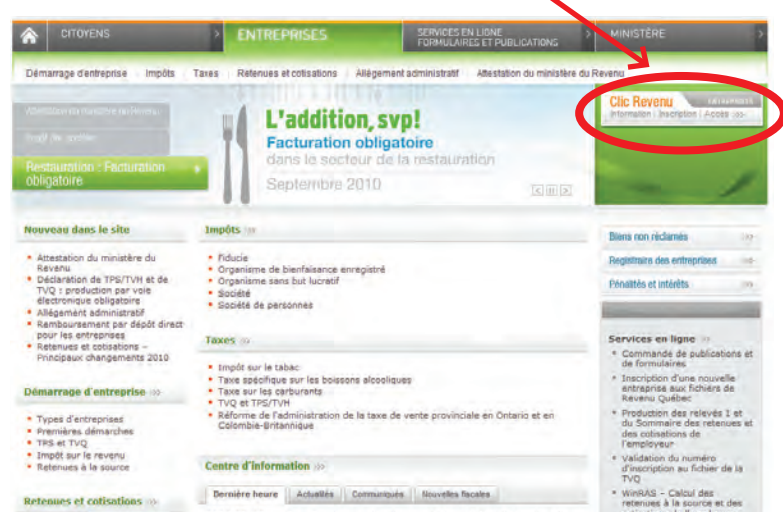 CITOYENS
ENTREPRISES
SERVICES EN LIGNE
FORMULAIRES ET PUBLICATIONS
MINISTÈRE
Démarrage d'entreprise Impôts Taxes Retenues et cotisations Allégement administratif Attestation du ministère du Revenu
Restauration : Facturation
obligatoire
L'addition, svp!
Facturation obligatoire
dans le secteur de la restauration
Septembre 2010
Clic Revenu ENTREPRISES
Information | Inscription | Accès
Nouveau dans le site
Attestation du ministère du
Revenu
Déclaration de TPS/TVH et de
TVQ : production par voie
électronique obligatoire
Allégement administratif
Remboursement par dépôt direct
pour les entreprises
Retenues et cotisations –
Principaux changements 2010
Démarrage d'entreprise
Types d'entreprises
Premières démarches
TPS et TVQ
Impôt sur le revenu
Retenues à la source
Retenues et cotisations
Impôts
Fiducie
Organisme de bienfaisance enregistré
Organisme sans but lucratif
Société
Société de personnes
Taxes
Impôt sur le tabac
Taxe spécifique sur les boissons alcooliques
Taxe sur les carburants
TVQ et TPS/TVH
Réforme de l'administration de la taxe de vente provinciale en Ontario et en
Colombie-Britannique
Centre d'information
Dernière heure Actualités Communiqués Nouvelles fiscales
Biens non réclamés
Registraire des entreprises
Pénalités et intérêts
Services en ligne
Commande de publications et
de formulaires
Inscription d'une nouvelle
entreprise aux fichiers de
Revenu Québec
Production des relevés 1 et
du Sommaire des retenues et
des cotisations de
l'employeur
Validation du numéro
d'inscription au fichier de la
TVQ
WinRAS – Calcul des
retenues à la source et des